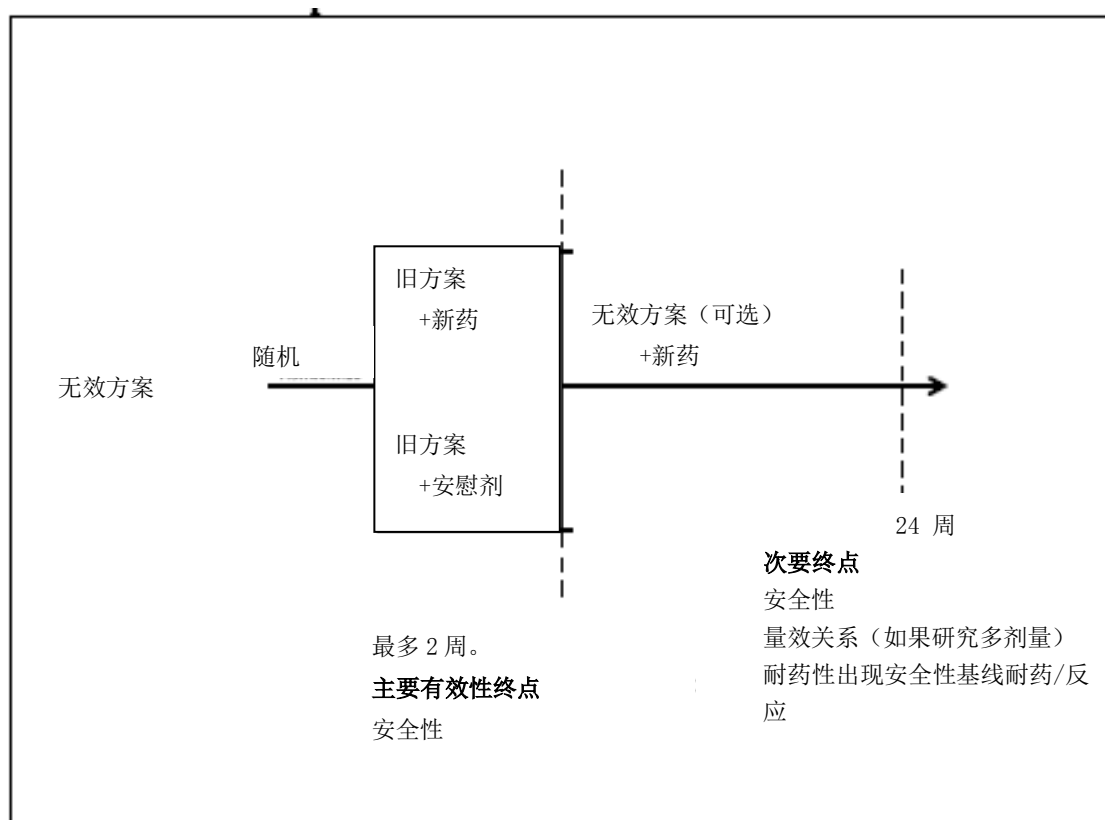 无效方案
随机
旧方案
+新药
旧方案
+安慰剂
无效方案（可选）
+新药
最多 2 周。
主要有效性终点
安全性
24 周
次要终点
安全性
量效关系（如果研究多剂量）
耐药性出现安全性基线耐药/反
应